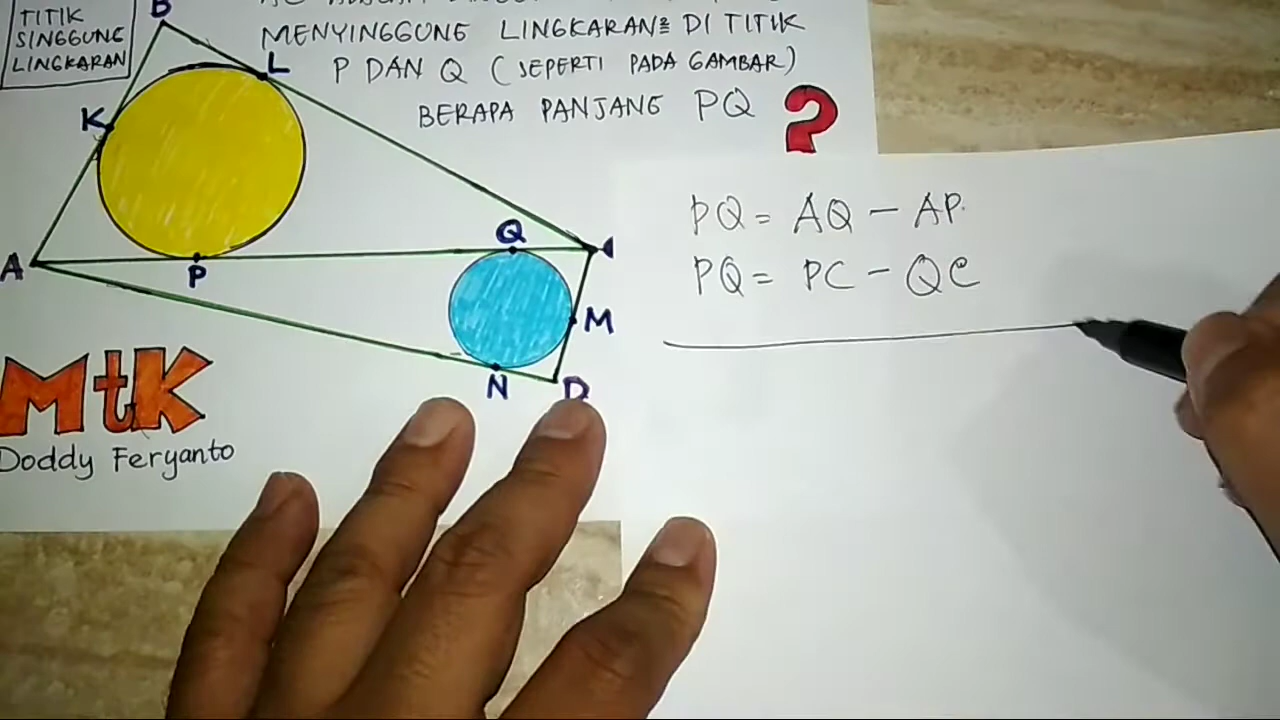 TITIK
SINGGUNG
LINGKARAN
MENYINGGUNG LINGKARAN² DI TITIK
P DAN Q (SEPERTI PADA GAMBAR)
BERAPA PANJANG PQ ?
B
L
K
A
P
Q
M
N
D
PQ = AQ - AP
PQ = PC - QC
MtK
Doddy Feryanto